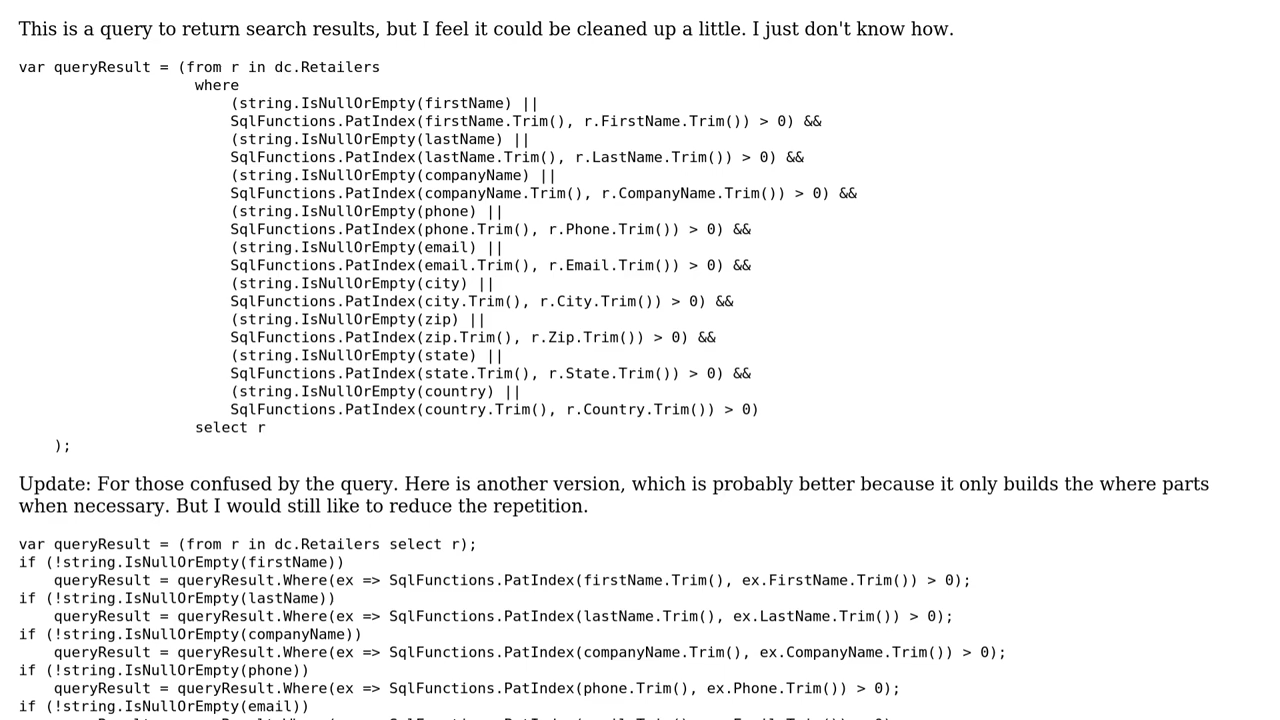 This is a query to return search results, but I feel it could be cleaned up a little. I just don't know how.
var queryResult = (from r in dc.Retailers
                    where
                        (string.IsNullOrEmpty(firstName) ||
                        SqlFunctions.PatIndex(firstName.Trim(), r.FirstName.Trim()) > 0) &&
                        (string.IsNullOrEmpty(lastName) ||
                        SqlFunctions.PatIndex(lastName.Trim(), r.LastName.Trim()) > 0) &&
                        (string.IsNullOrEmpty(companyName) ||
                        SqlFunctions.PatIndex(companyName.Trim(), r.CompanyName.Trim()) > 0) &&
                        (string.IsNullOrEmpty(phone) ||
                        SqlFunctions.PatIndex(phone.Trim(), r.Phone.Trim()) > 0) &&
                        (string.IsNullOrEmpty(email) ||
                        SqlFunctions.PatIndex(email.Trim(), r.Email.Trim()) > 0) &&
                        (string.IsNullOrEmpty(city) ||
                        SqlFunctions.PatIndex(city.Trim(), r.City.Trim()) > 0) &&
                        (string.IsNullOrEmpty(zip) ||
                        SqlFunctions.PatIndex(zip.Trim(), r.Zip.Trim()) > 0) &&
                        (string.IsNullOrEmpty(state) ||
                        SqlFunctions.PatIndex(state.Trim(), r.State.Trim()) > 0) &&
                        (string.IsNullOrEmpty(country) ||
                        SqlFunctions.PatIndex(country.Trim(), r.Country.Trim()) > 0)
                    select r
    );
Update: For those confused by the query. Here is another version, which is probably better because it only builds the where parts
when necessary. But I would still like to reduce the repetition.
var queryResult = (from r in dc.Retailers select r);
if (!string.IsNullOrEmpty(firstName))
    queryResult = queryResult.Where(ex => SqlFunctions.PatIndex(firstName.Trim(), ex.FirstName.Trim()) > 0);
if (!string.IsNullOrEmpty(lastName))
    queryResult = queryResult.Where(ex => SqlFunctions.PatIndex(lastName.Trim(), ex.LastName.Trim()) > 0);
if (!string.IsNullOrEmpty(companyName))
    queryResult = queryResult.Where(ex => SqlFunctions.PatIndex(companyName.Trim(), ex.CompanyName.Trim()) > 0);
if (!string.IsNullOrEmpty(phone))
    queryResult = queryResult.Where(ex => SqlFunctions.PatIndex(phone.Trim(), ex.Phone.Trim()) > 0);
if (!string.IsNullOrEmpty(email))